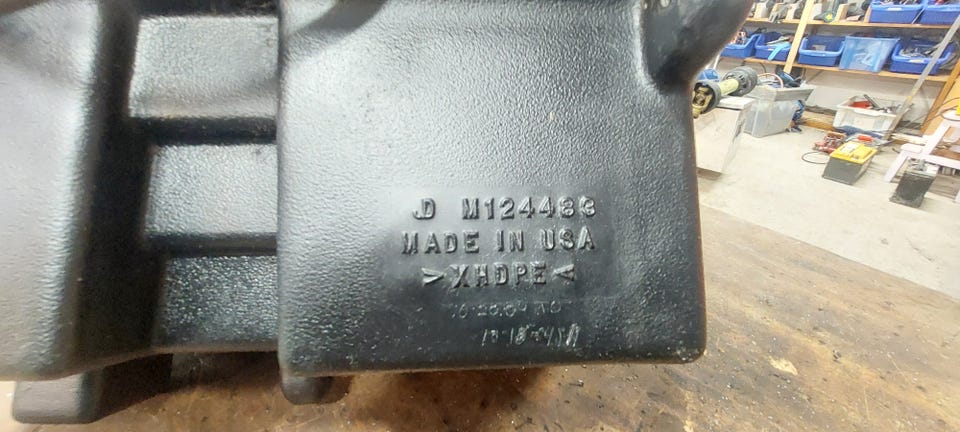 JD M124483
MADE IN USA
>XHDPE<